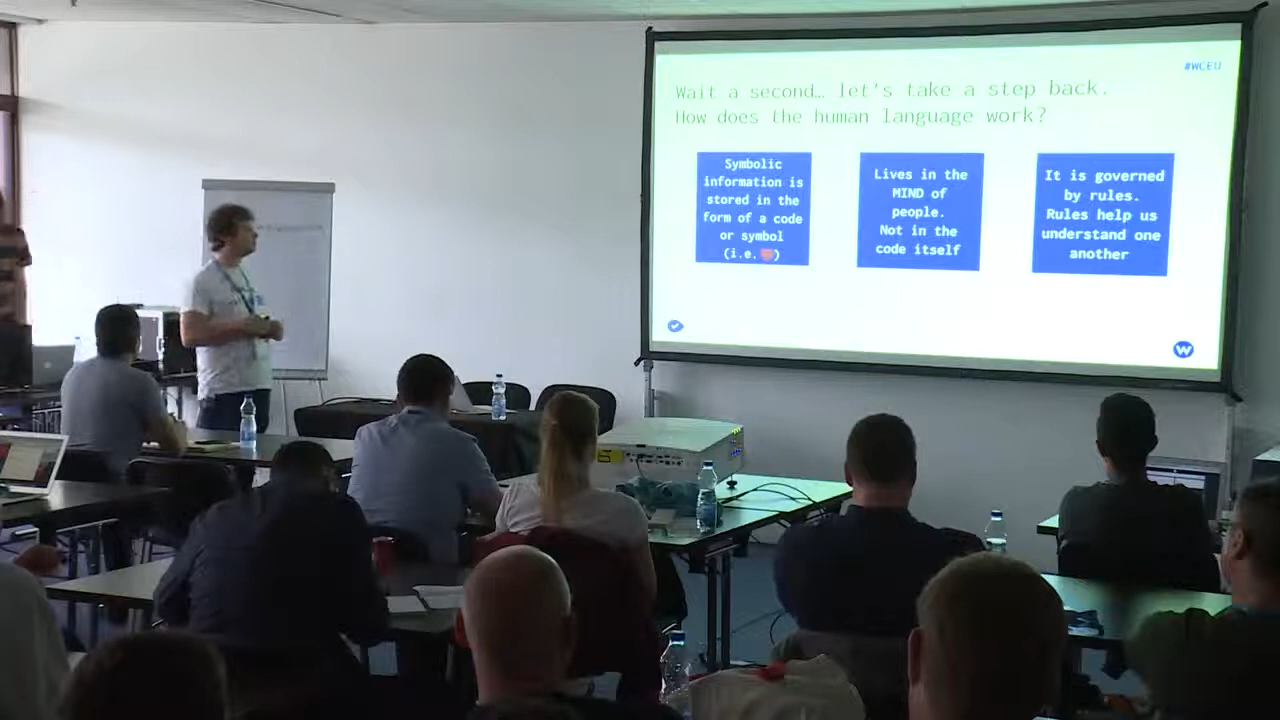 #WCEU
Wait a second… let's take a step back.
How does the human language work?
Symbolic
information is
stored in the
form of a code
or symbol
(i.e. ❤️)
Lives in the
MIND of
people.
Not in the
code itself
It is governed
by rules.
Rules help us
understand one
another
W